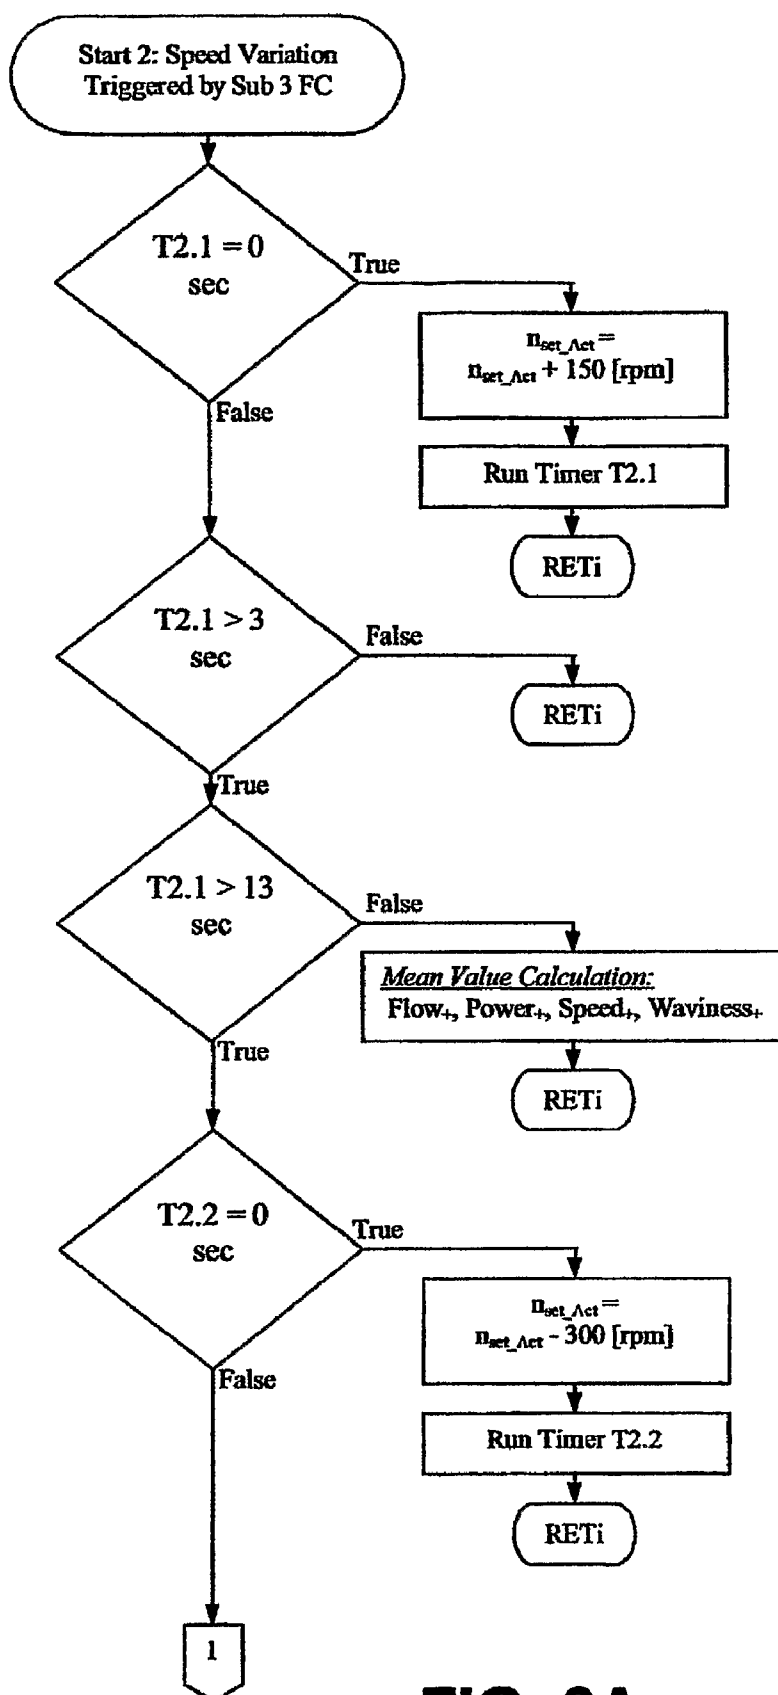 Start 2: Speed Variation
Triggered by Sub 3 FC
T2.1 = 0
sec
True
n_set_Act =
n_set_Act + 150 [rpm]
False
Run Timer T2.1
RETi
T2.1 > 3
sec
False
RETi
True
T2.1 > 13
sec
False
Mean Value Calculation:
Flow+, Power+, Speed+, Waviness+
True
RETi
T2.2 = 0
sec
True
n_set_Act =
n_set_Act - 300 [rpm]
False
Run Timer T2.2
RETi
1